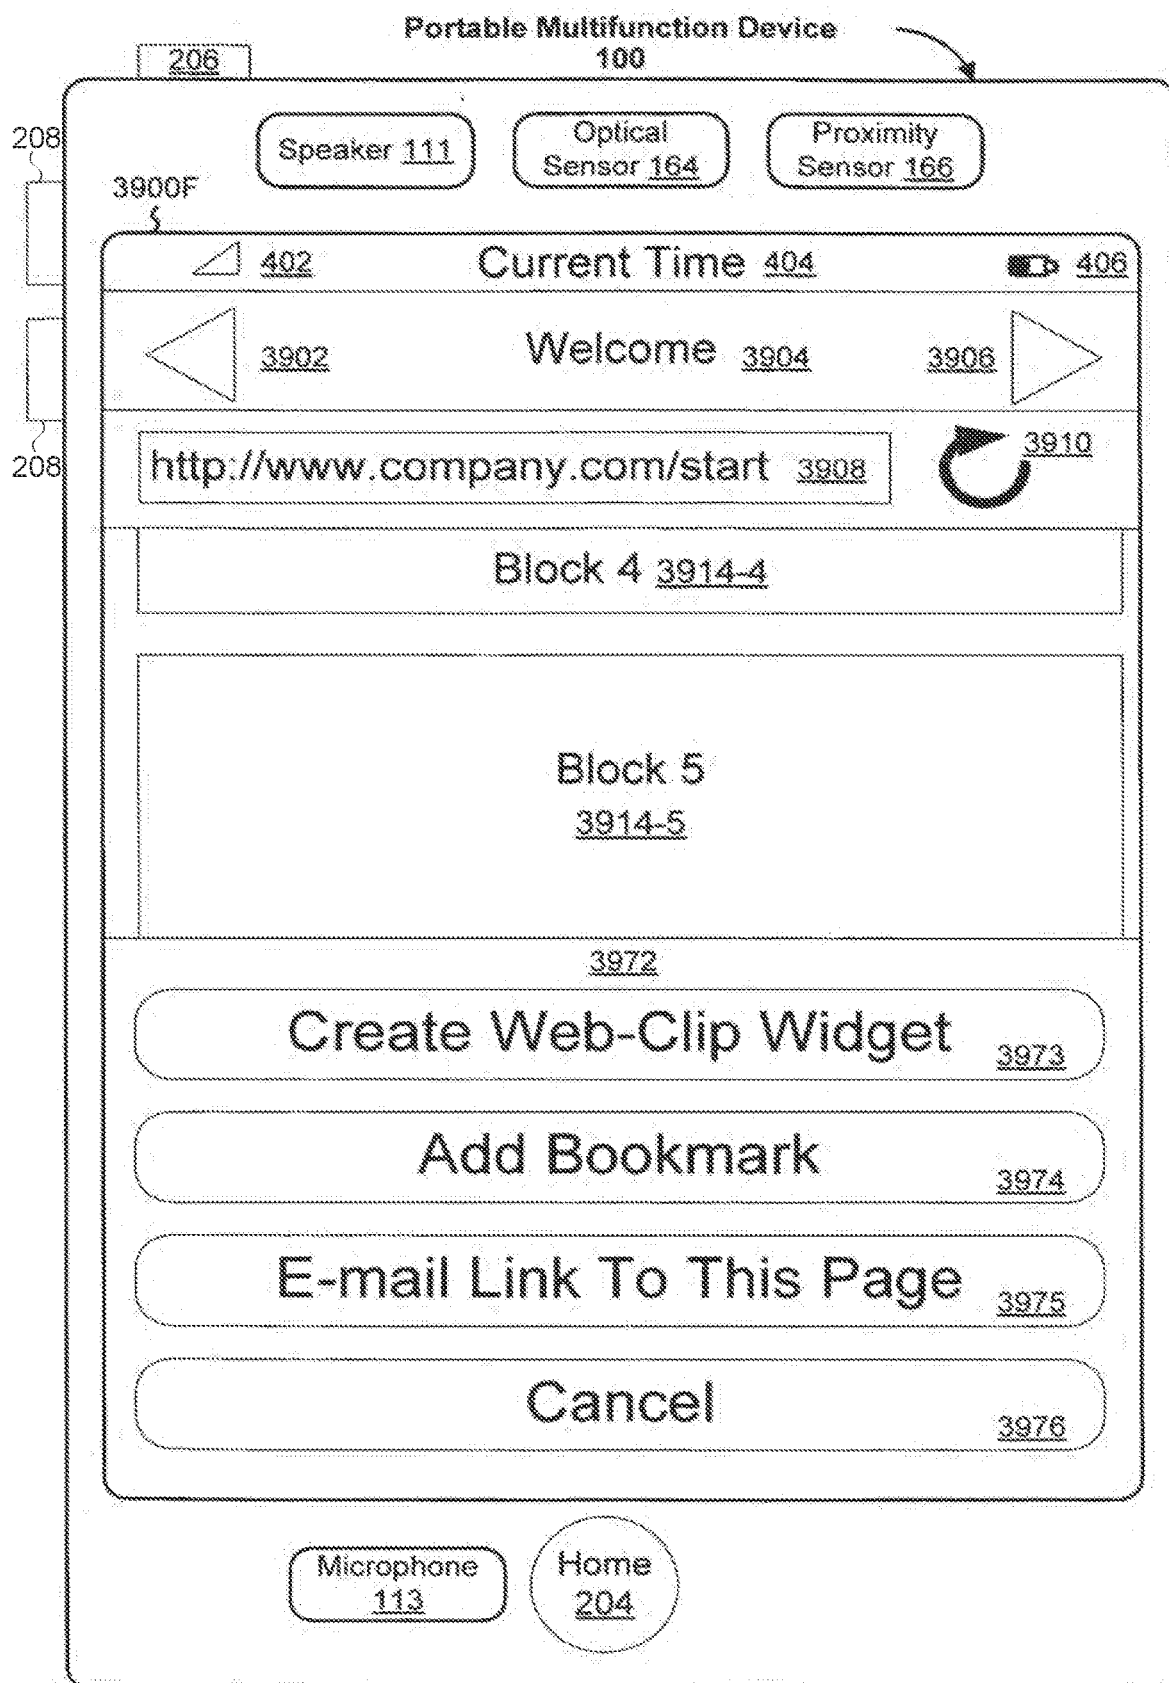 Portable Multifunction Device
100
206
208
Speaker 111
Optical
Sensor 164
Proximity
Sensor 166
3900F
402
Current Time 404
406
3902
Welcome 3904
3906
208
http://www.company.com/start 3908
3910
Block 4 3914-4
Block 5
3914-5
3972
Create Web-Clip Widget 3973
Add Bookmark 3974
E-mail Link To This Page 3975
Cancel 3976
Microphone
113
Home
204